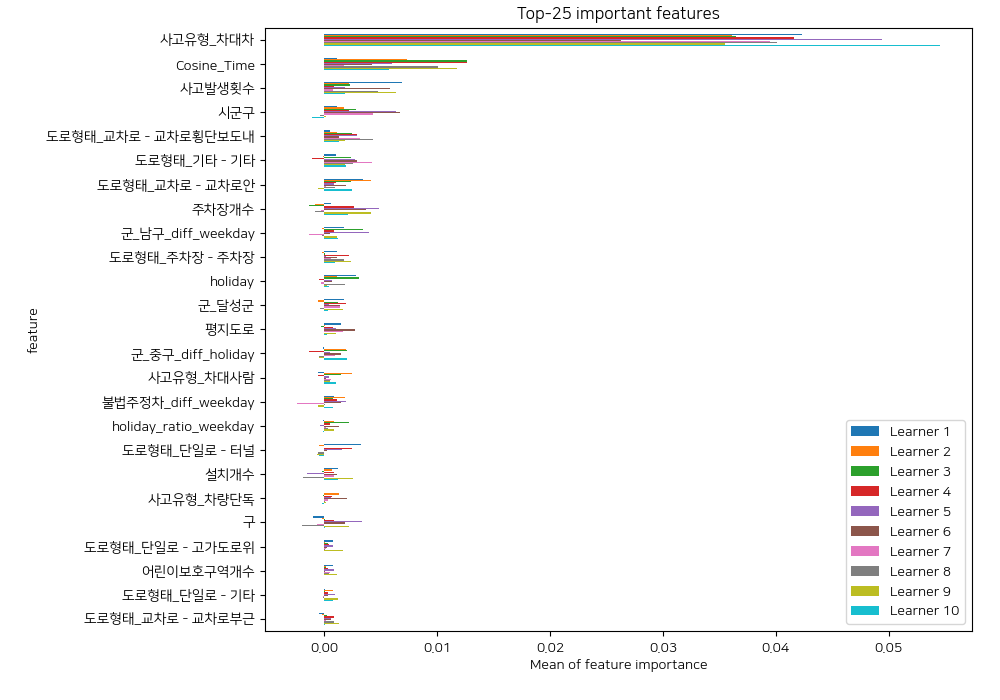 Top-25 important features
사고유형_차대차
Cosine_Time
사고발생횟수
시군구
도로형태_교차로 - 교차로횡단보도내
도로형태_기타 - 기타
도로형태_교차로 - 교차로안
주차장개수
군_남구_diff_weekday
도로형태_주차장 - 주차장
holiday
군_달성군
평지도로
군_중구_diff_holiday
사고유형_차대사람
불법주정차_diff_weekday
holiday_ratio_weekday
도로형태_단일로 - 터널
설치개수
사고유형_차량단독
구
도로형태_단일로 - 고가도로위
어린이보호구역개수
도로형태_단일로 - 기타
도로형태_교차로 - 교차로부근
feature
Learner 1
Learner 2
Learner 3
Learner 4
Learner 5
Learner 6
Learner 7
Learner 8
Learner 9
Learner 10
0.00 0.01 0.02 0.03 0.04 0.05
Mean of feature importance